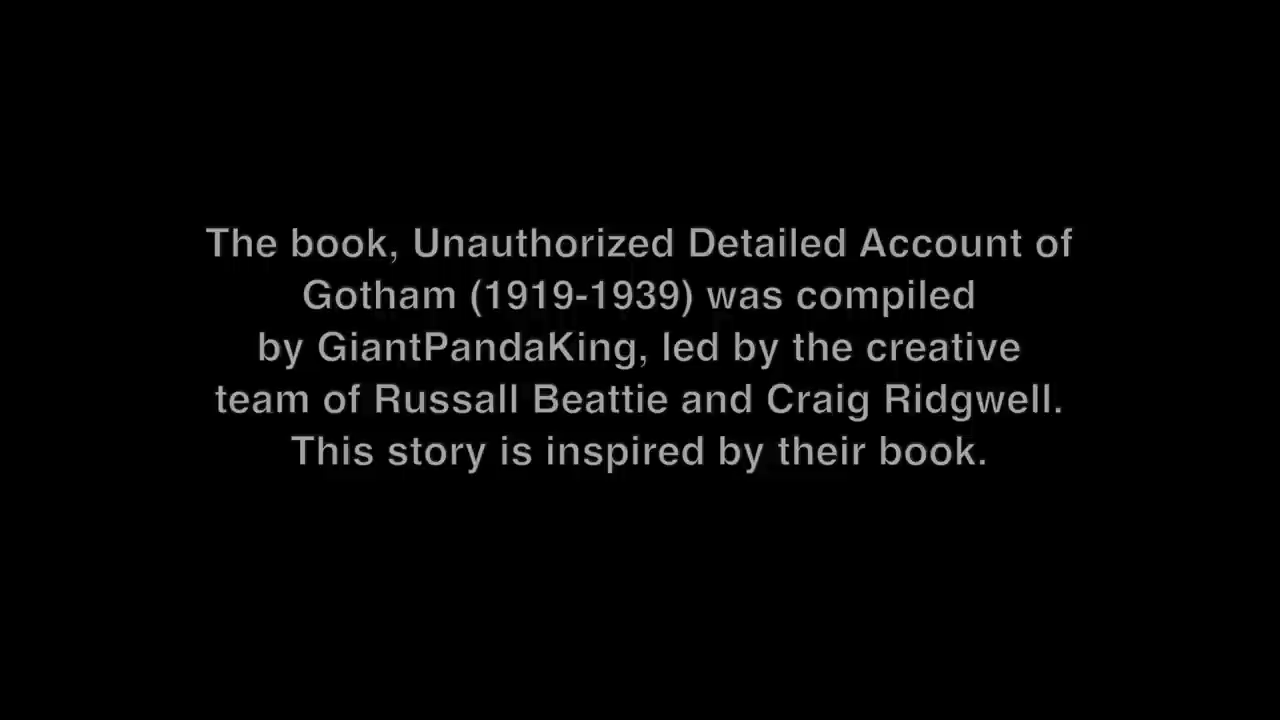 The book, Unauthorized Detailed Account of
Gotham (1919-1939) was compiled
by GiantPandaKing, led by the creative
team of Russall Beattie and Craig Ridgwell.
This story is inspired by their book.